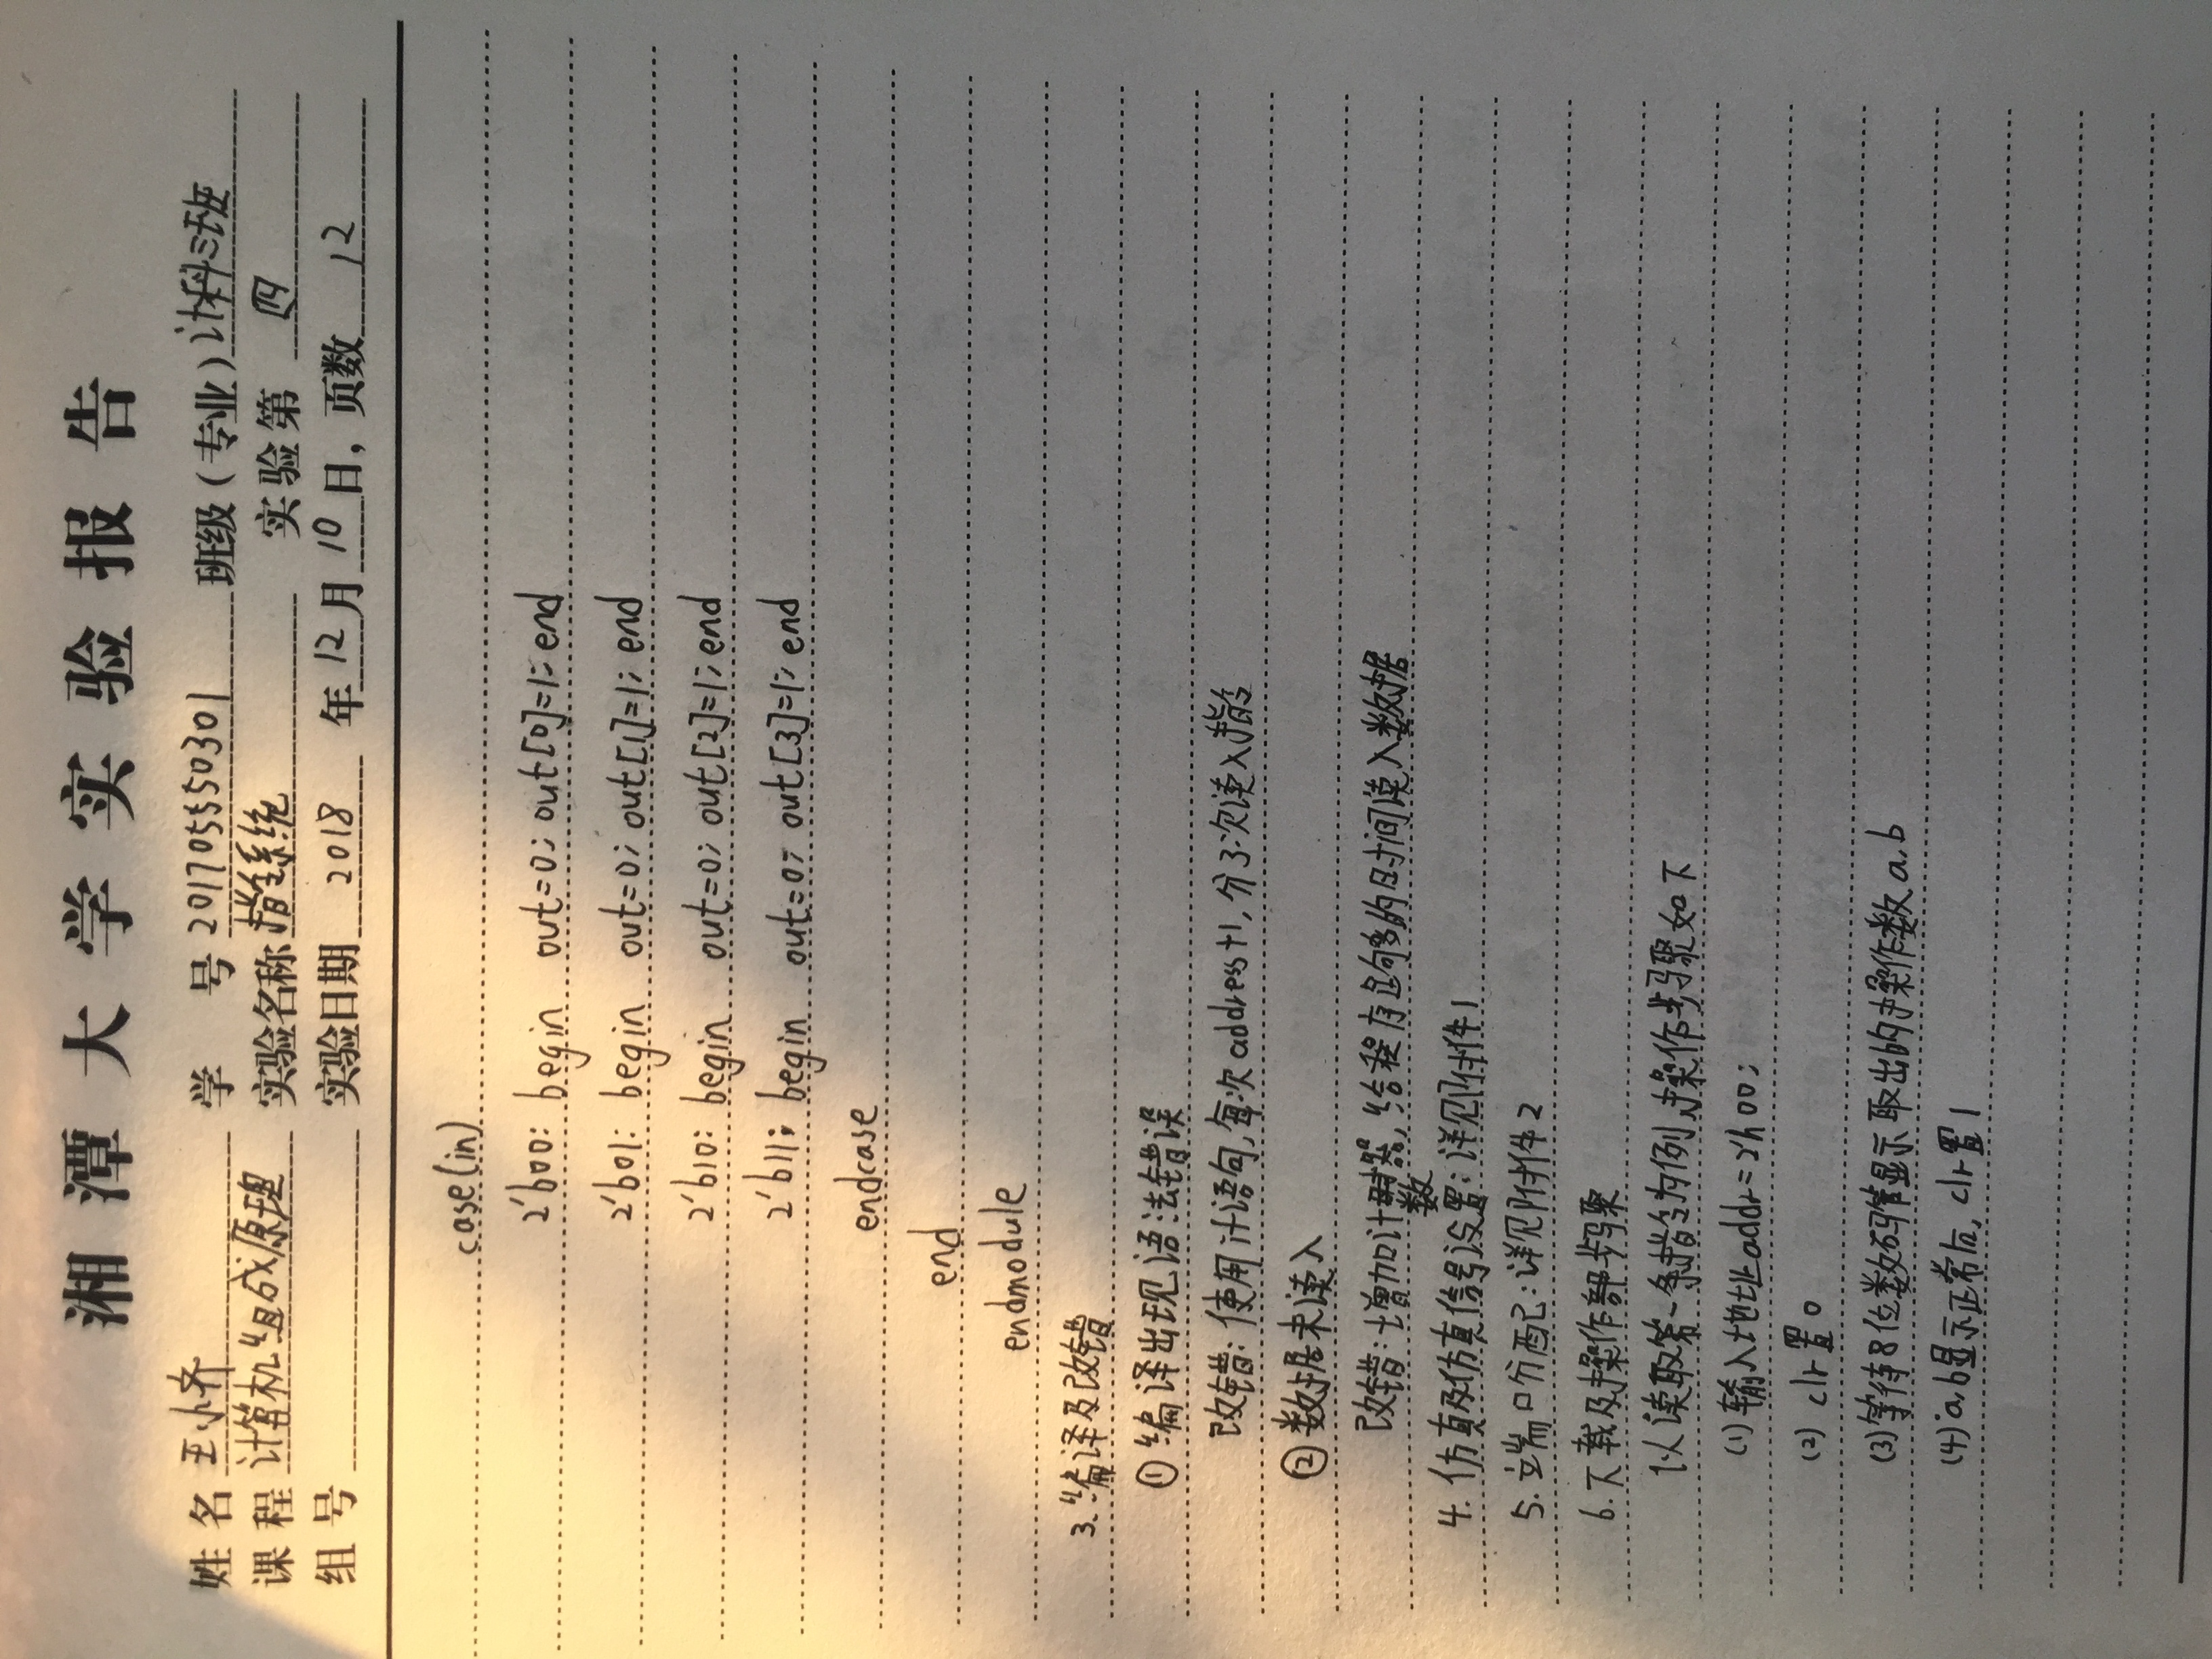 湘潭大学实验报告
姓名 王小齐 学号 201705550301 班级(专业) 计科三班
课程 计算机组成原理 实验名称 指令系统 实验第 四
组号 实验日期 2018 年 12 月 10 日, 页数 12
case(in)
2'b00: begin out=0; out[0]=1; end
2'b01: begin out=0; out[1]=1; end
2'b10: begin out=0; out[2]=1; end
2'b11: begin out=0; out[3]=1; end
endcase
end
endmodule
3.编译及改错
①编译出现语法错误
改错:使用计语句,每次address+1,分3次读入指令
②数据未读入
改错:增加计数器,给程序足够多的时间读入数据
4.仿真及仿真信号设置:详见附件1
5.端口分配:详见附件2
6.下载及操作步骤
以读取第一条指令为例,操作步骤如下
(1)输入地址addr=2'h00;
(2)clr置0
(3)等待8位数码管显示取出的操作数a.b
(4)a.b显示正常后,clr置1